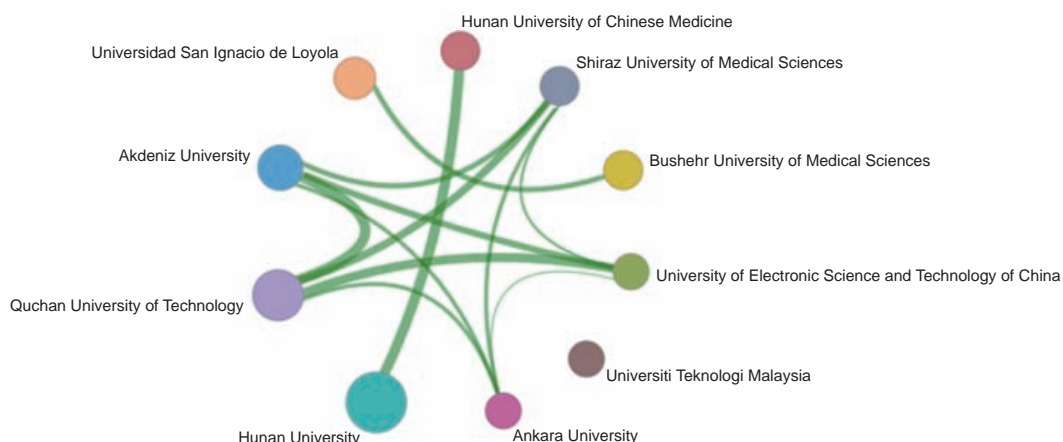 Hunan University of Chinese Medicine
Universidad San Ignacio de Loyola
Shiraz University of Medical Sciences
Akdeniz University
Bushehr University of Medical Sciences
University of Electronic Science and Technology of China
Quchan University of Technology
Universiti Teknologi Malaysia
Hunan University
Ankara University